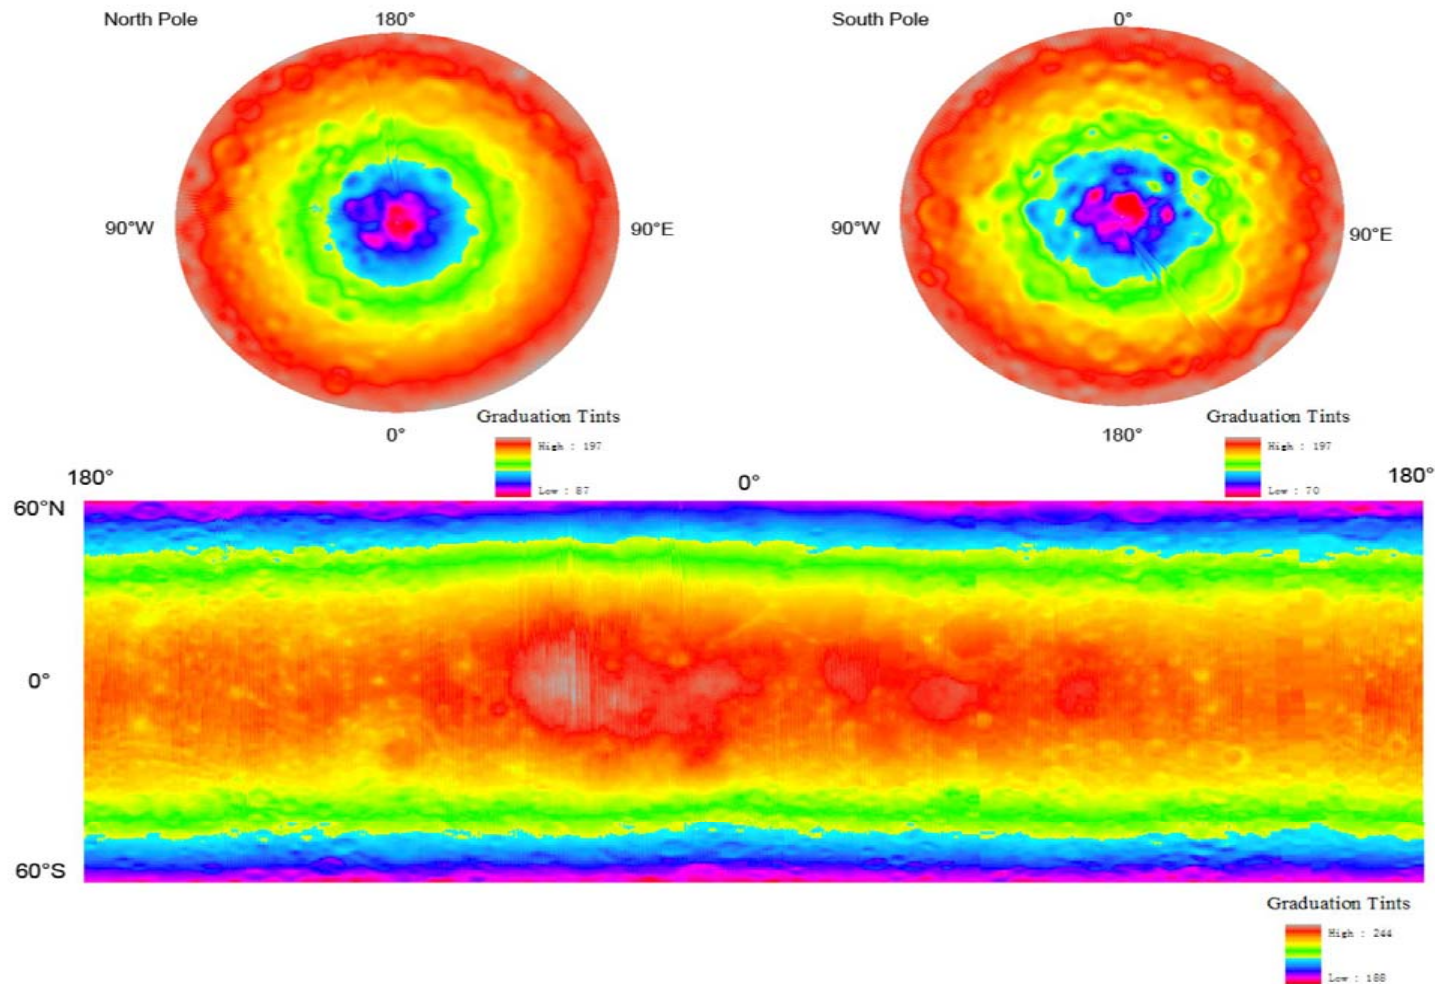 North Pole
180°
South Pole
0°
90°W
90°E
90°W
90°E
0°
Graduation Tints
High : 197
Low : 87
180°
Graduation Tints
High : 197
Low : 70
180°
0°
180°
60°N
0°
60°S
Graduation Tints
High : 244
Low : 188